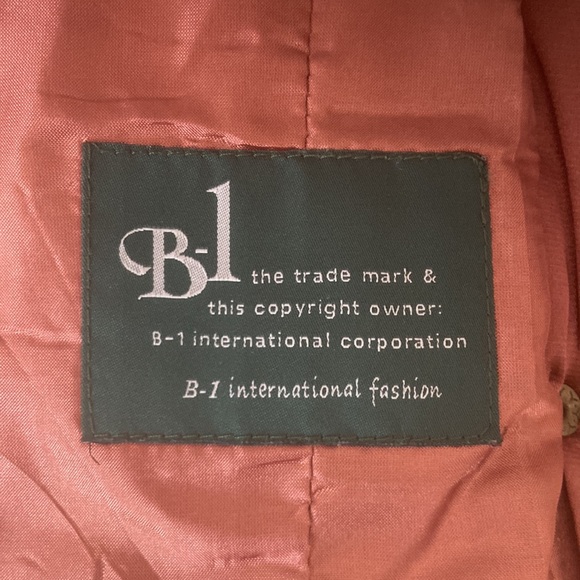 B-1
the trade mark &
this copyright owner:
B-1 international corporation
B-1 international fashion